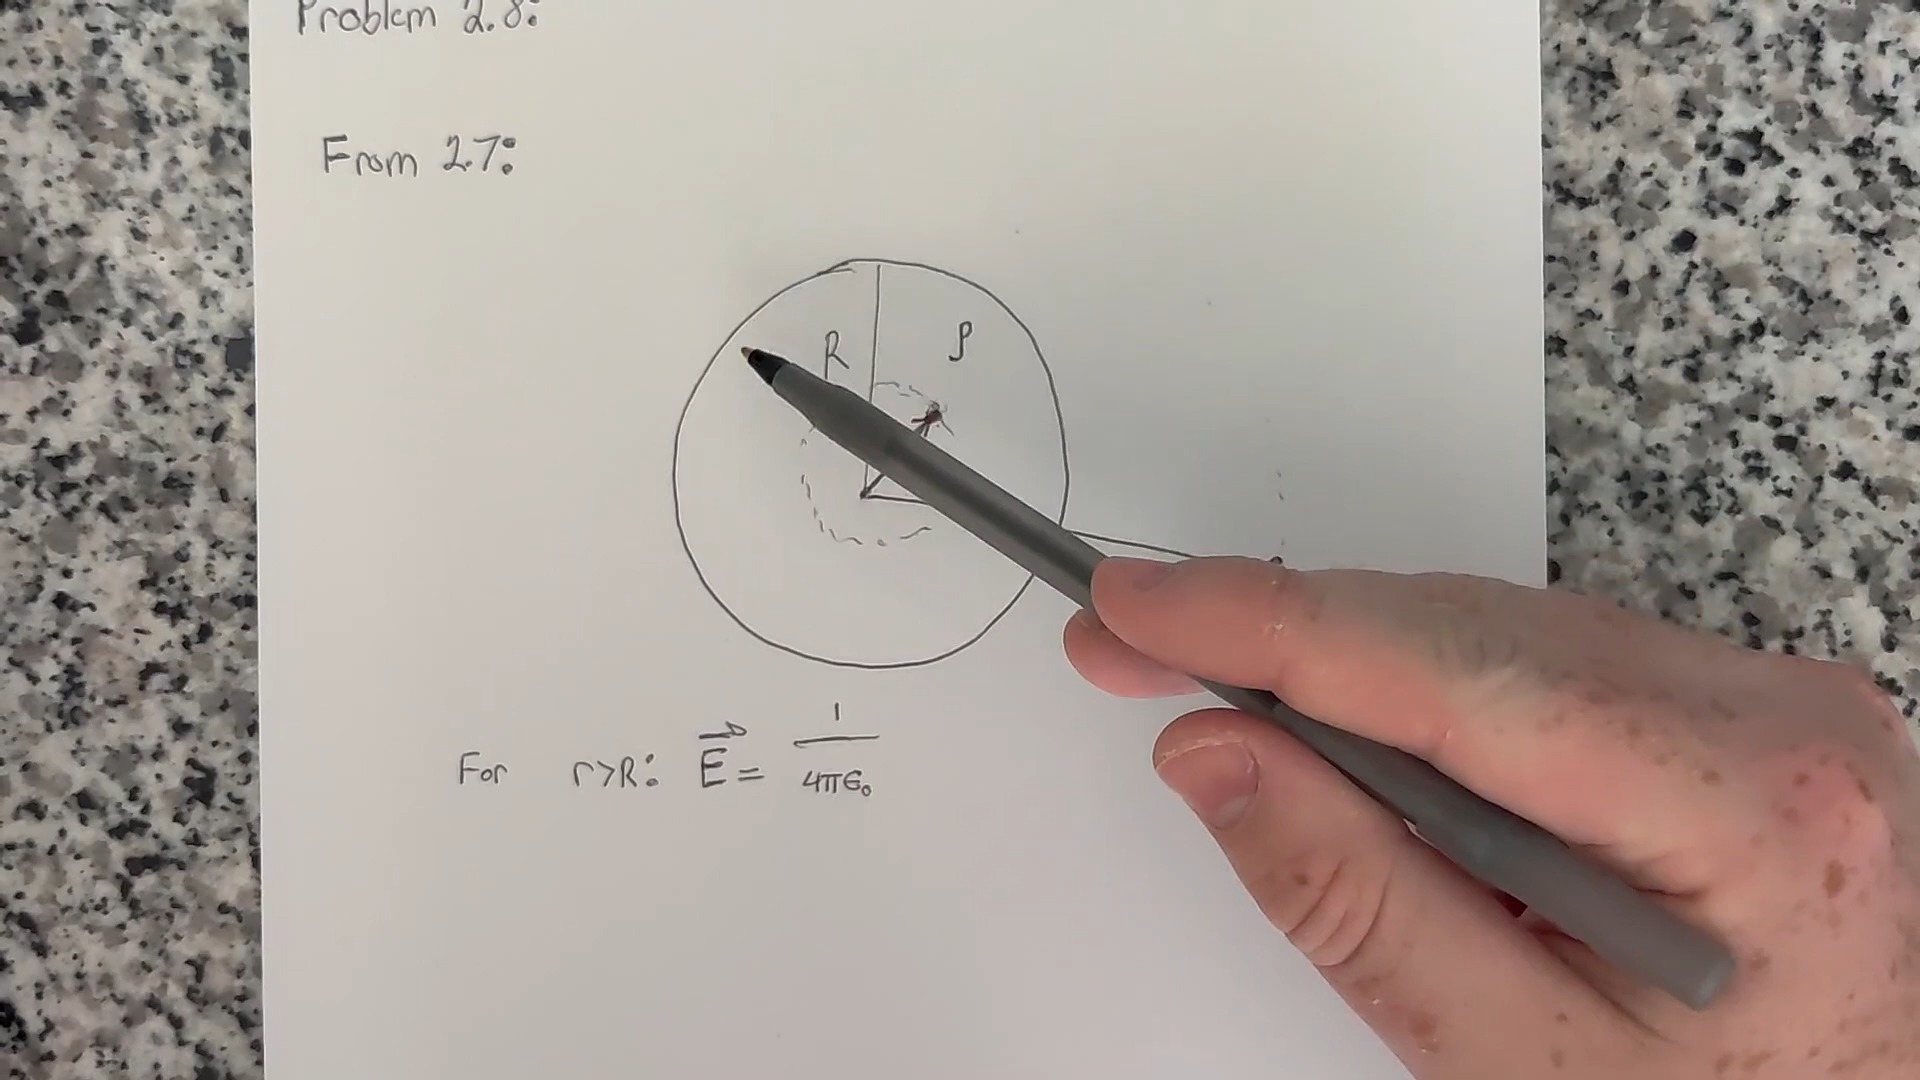 Problem 2.8:
From 2.7:
R ρ
For r>R: E⃗ = 1/4πϵ₀